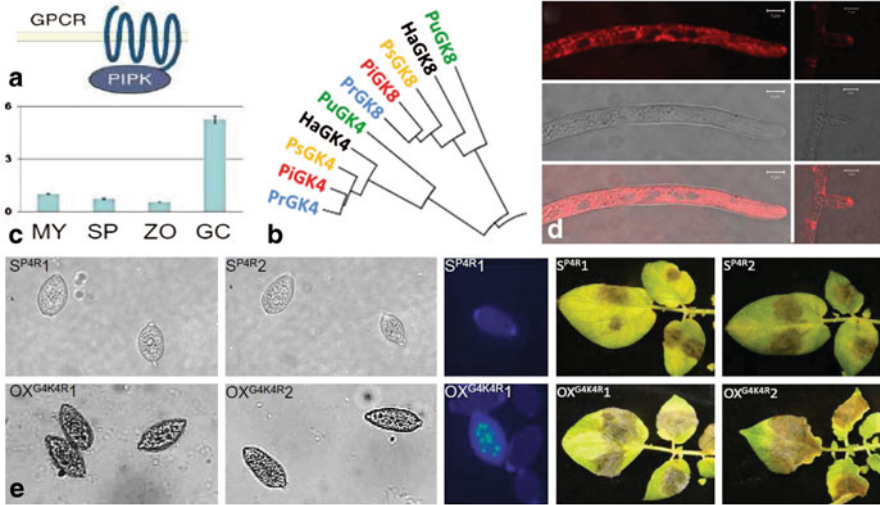 GPCR
PIPK
a
6
3
0
MY SP ZO GC
c
PrGK4
PiGK4
PsGK4
HaGK4
PuGK4
PrGK8
PiGK8
PsGK8
HaGK8
PuGK8
b
d
S^P4R1
S^P4R2
S^P4R1
S^P4R1
S^P4R2
OX^G4K4R1
OX^G4K4R2
OX^G4K4R1
OX^G4K4R1
OX^G4K4R2
e